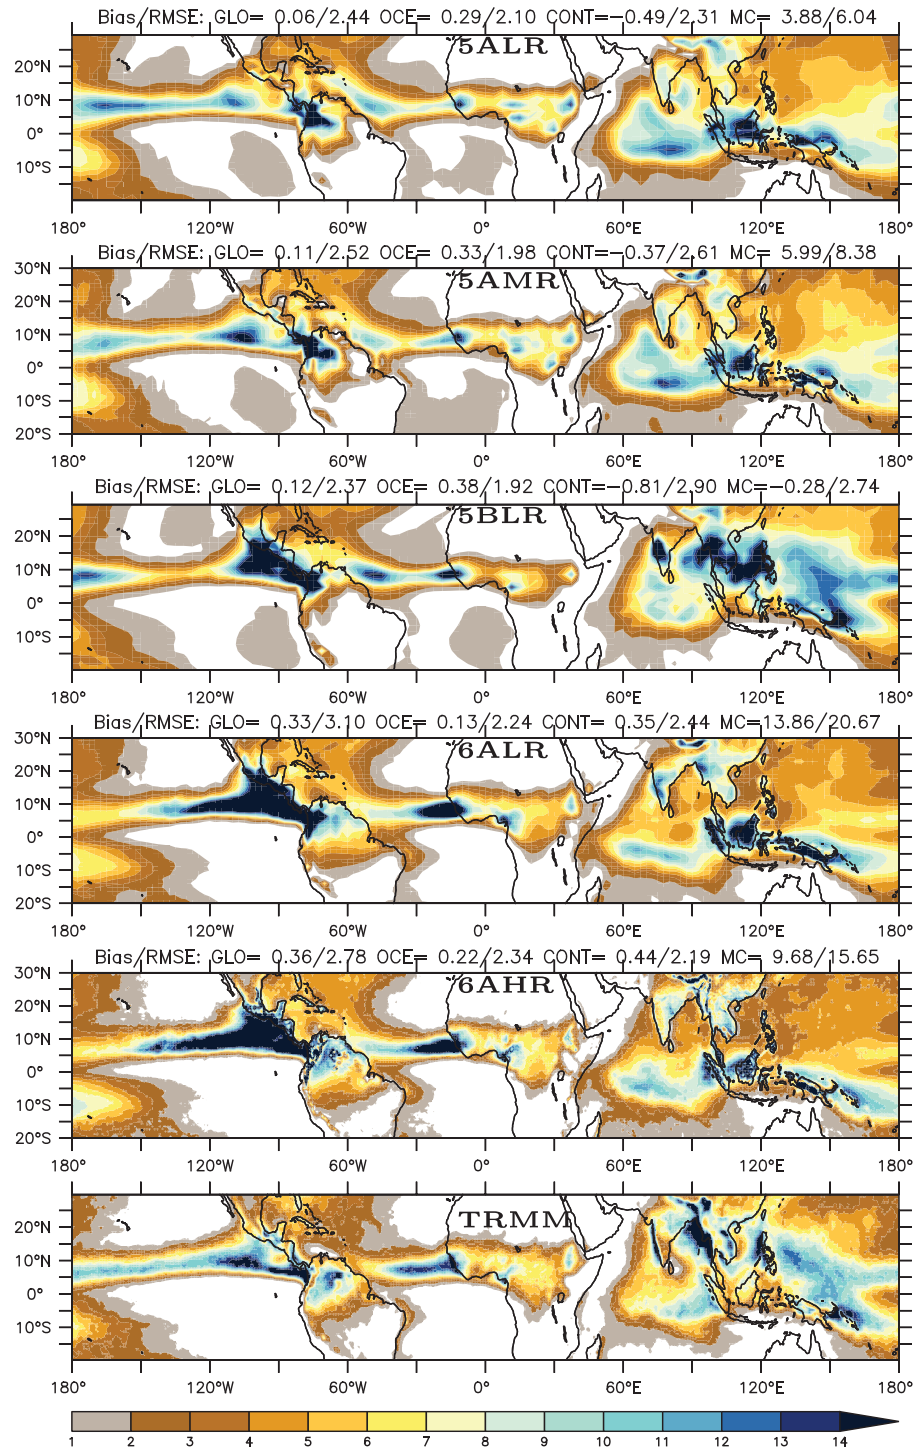 Bias/RMSE: GLO= 0.06/2.44 OCE= 0.29/2.10 CONT=−0.49/2.31 MC= 3.88/6.04
5ALR
20°N
10°N
0°
10°S
180° 120°W 60°W 0° 60°E 120°E 180°
Bias/RMSE: GLO= 0.11/2.52 OCE= 0.33/1.98 CONT=−0.37/2.61 MC= 5.99/8.38
30°N
5AMR
20°N
10°N
0°
10°S
20°S
180° 120°W 60°W 0° 60°E 120°E 180°
Bias/RMSE: GLO= 0.12/2.37 OCE= 0.38/1.92 CONT=−0.81/2.90 MC=−0.28/2.74
5BLR
20°N
10°N
0°
10°S
180° 120°W 60°W 0° 60°E 120°E 180°
Bias/RMSE: GLO= 0.33/3.10 OCE= 0.13/2.24 CONT= 0.35/2.44 MC=13.86/20.67
30°N
6ALR
20°N
10°N
0°
10°S
20°S
180° 120°W 60°W 0° 60°E 120°E 180°
Bias/RMSE: GLO= 0.36/2.78 OCE= 0.22/2.34 CONT= 0.44/2.19 MC= 9.68/15.65
30°N
6AHR
20°N
10°N
0°
10°S
20°S
180° 120°W 60°W 0° 60°E 120°E 180°
TRMM
20°N
10°N
0°
10°S
180° 120°W 60°W 0° 60°E 120°E 180°
1 2 3 4 5 6 7 8 9 10 11 12 13 14